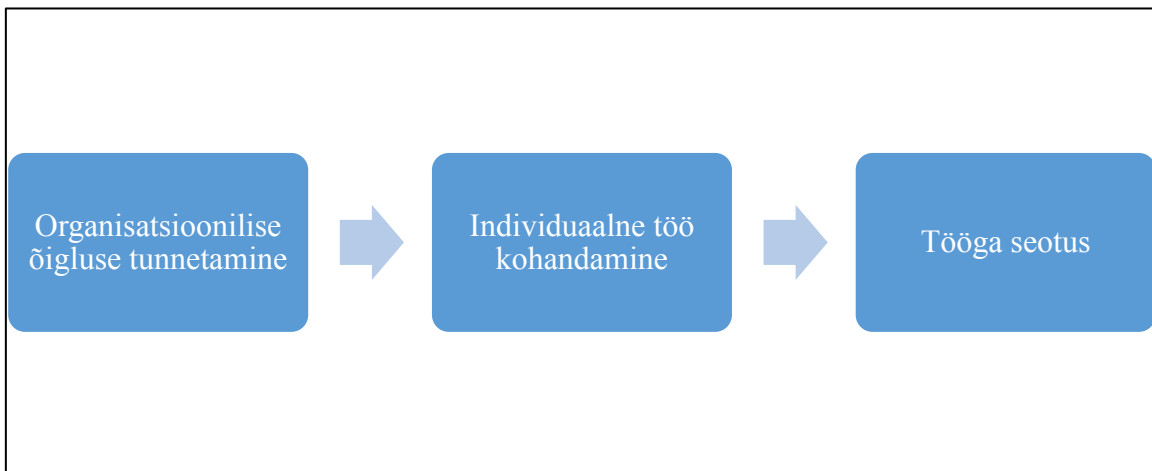 Organisatsioonilise
õigluse tunnetamine
Individuaalne töö
kohandamine
Tööga seotus